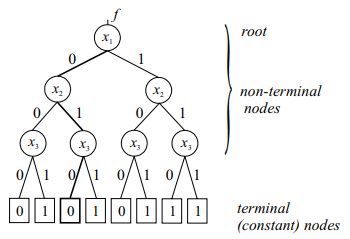 f
x1 root
0 1
x2 x2 non-terminal
nodes
0 1 0 1
x3 x3 x3 x3
0 1 0 1 0 1 0 1
0 1 0 1 0 1 1 1 terminal
(constant) nodes